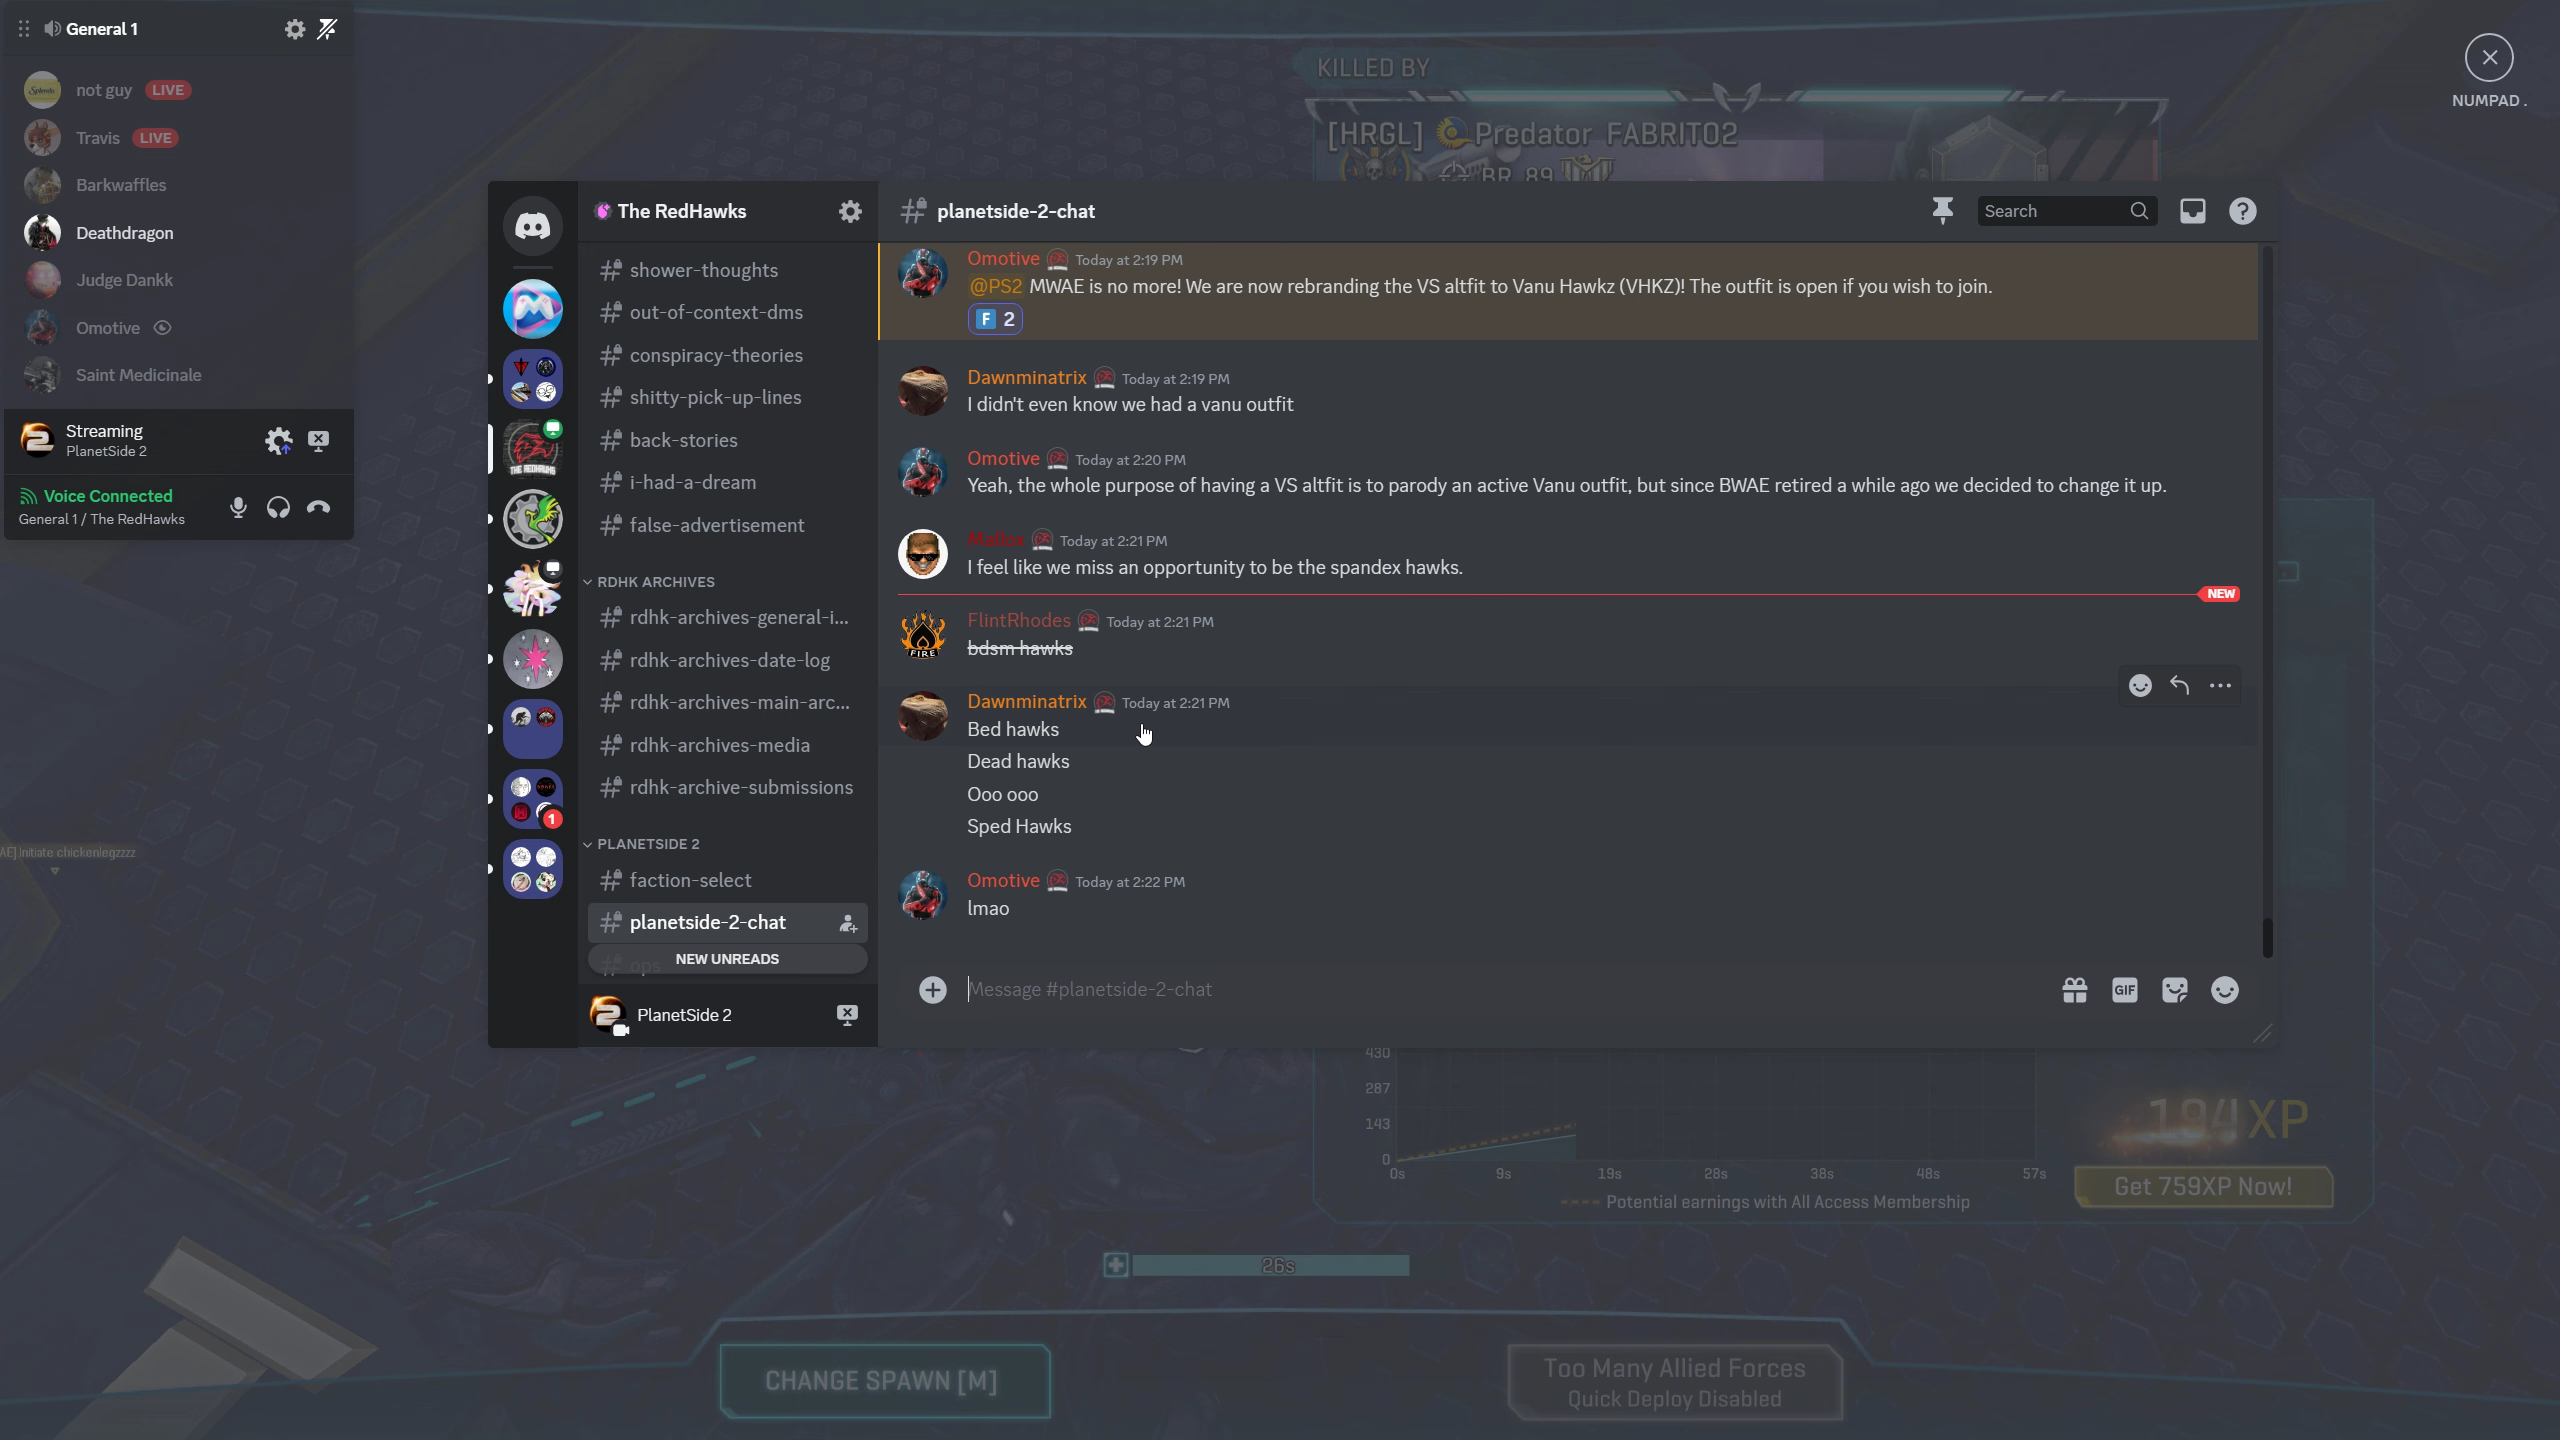 General 1
not guy LIVE
Travis LIVE
Barkwaffles
Deathdragon
Judge Dankk
Omotive
Saint Medicinale
Streaming
PlanetSide 2
Voice Connected
General 1 / The RedHawks
NUMPAD .
KILLED BY
[HRGL] Predator FABRITO2
BR 89
The RedHawks
shower-thoughts
out-of-context-dms
conspiracy-theories
shitty-pick-up-lines
back-stories
i-had-a-dream
false-advertisement
RDHK ARCHIVES
rdhk-archives-general-i...
rdhk-archives-date-log
rdhk-archives-main-arc...
rdhk-archives-media
rdhk-archive-submissions
PLANETSIDE 2
faction-select
planetside-2-chat
ops
NEW UNREADS
PlanetSide 2
THE REDHAWKS
1
planetside-2-chat
Search
Omotive Today at 2:19 PM
@PS2 MWAE is no more! We are now rebranding the VS altfit to Vanu Hawkz (VHKZ)! The outfit is open if you wish to join.
F 2
Dawnminatrix Today at 2:19 PM
I didn't even know we had a vanu outfit
Omotive Today at 2:20 PM
Yeah, the whole purpose of having a VS altfit is to parody an active Vanu outfit, but since BWAE retired a while ago we decided to change it up.
Mallox Today at 2:21 PM
I feel like we miss an opportunity to be the spandex hawks.
NEW
FlintRhodes Today at 2:21 PM
bdsm hawks
FIRE
Dawnminatrix Today at 2:21 PM
Bed hawks
Dead hawks
Ooo ooo
Sped Hawks
Omotive Today at 2:22 PM
lmao
Message #planetside-2-chat
GIF
Initiate chickenlegzzzz
430
287
143
0
0s 9s 19s 28s 38s 48s 57s
Potential earnings with All Access Membership
194XP
Get 759XP Now!
26s
CHANGE SPAWN [M]
Too Many Allied Forces
Quick Deploy Disabled